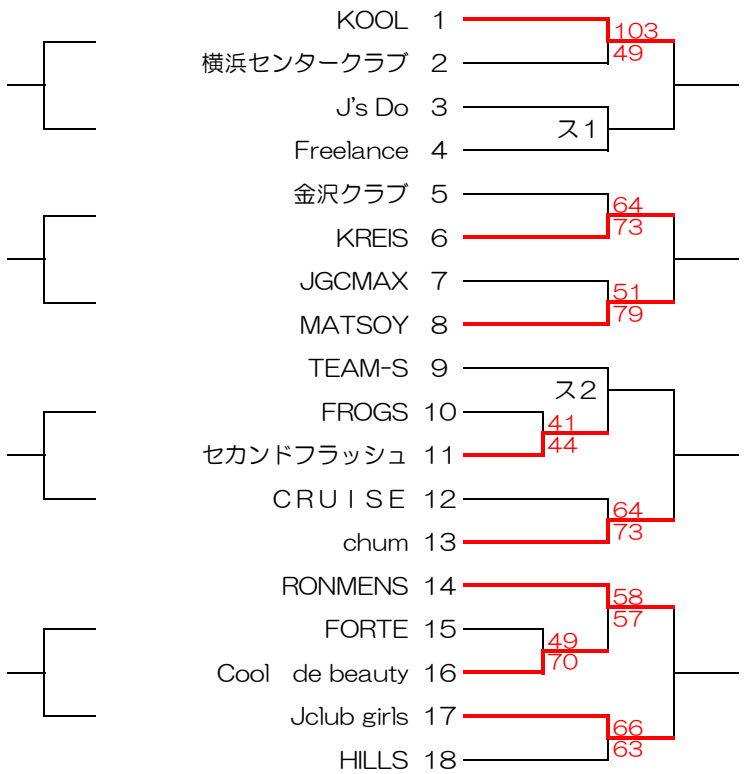 KOOL 1
103
49
横浜センタークラブ 2
J's Do 3
ス1
Freelance 4
金沢クラブ 5
64
73
KREIS 6
JGCMAX 7
51
79
MATSOY 8
TEAM-S 9
ス2
FROGS 10
41
44
セカンドフラッシュ 11
ＣＲＵＩＳＥ 12
64
73
chum 13
RONMENS 14
58
57
FORTE 15
49
70
Cool　de beauty 16
Jclub girls 17
66
63
HILLS 18